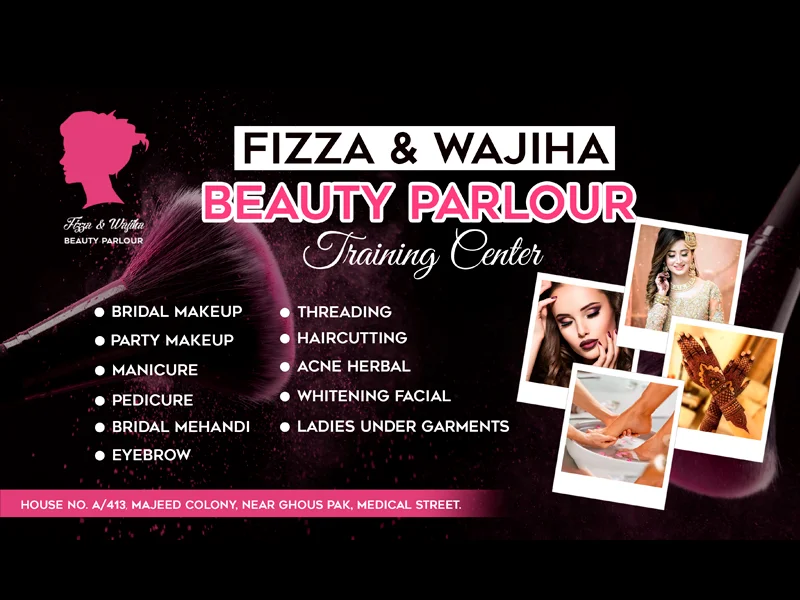 FIZZA & WAJIHA
BEAUTY PARLOUR
Training Center
Fizza & Wajiha
BEAUTY PARLOUR
BRIDAL MAKEUP
PARTY MAKEUP
MANICURE
PEDICURE
BRIDAL MEHANDI
EYEBROW
THREADING
HAIRCUTTING
ACNE HERBAL
WHITENING FACIAL
LADIES UNDER GARMENTS
HOUSE NO. A/413, MAJEED COLONY, NEAR GHOUS PAK, MEDICAL STREET.